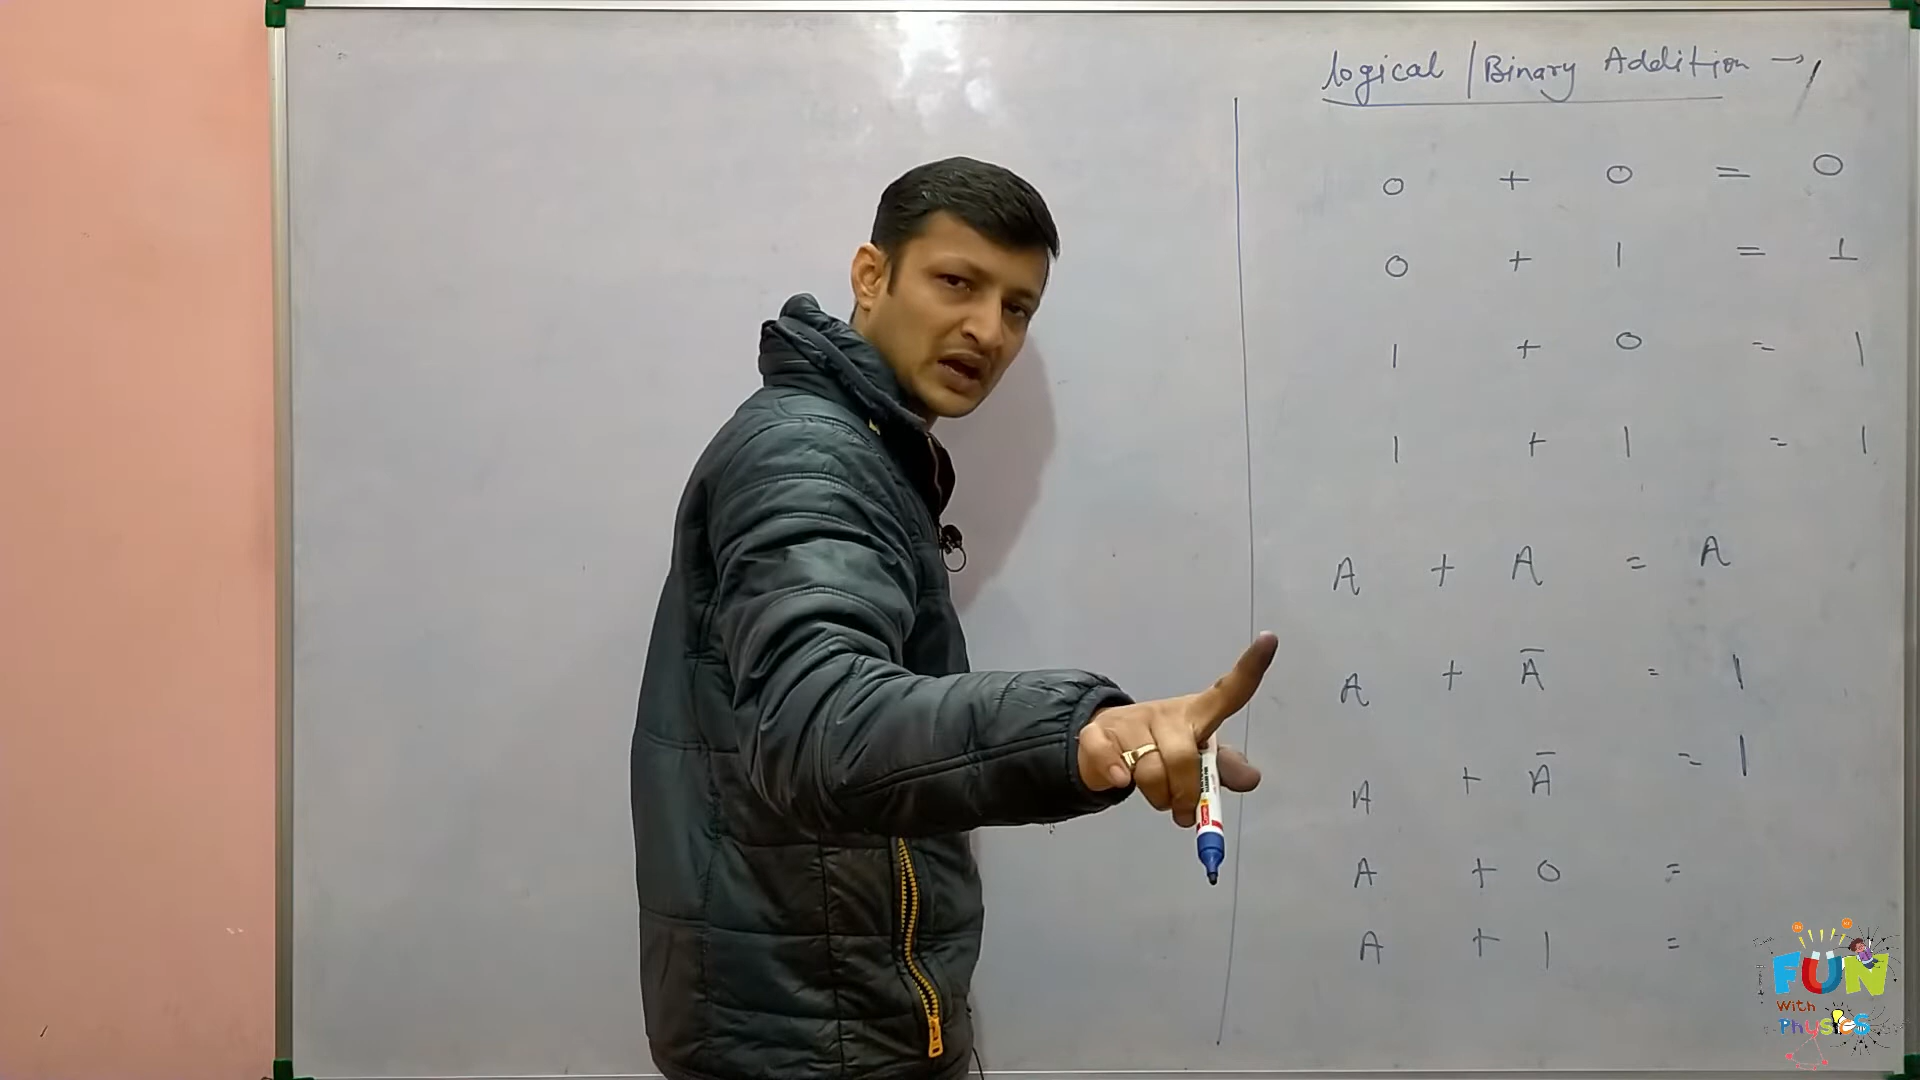 Logical / Binary Addition →
0 + 0 = 0
0 + 1 = 1
1 + 0 = 1
1 + 1 = 1
A + A = A
A + Ā = 1
A + Ā = 1
A + 0 =
A + 1 =
FUN
With
Physics